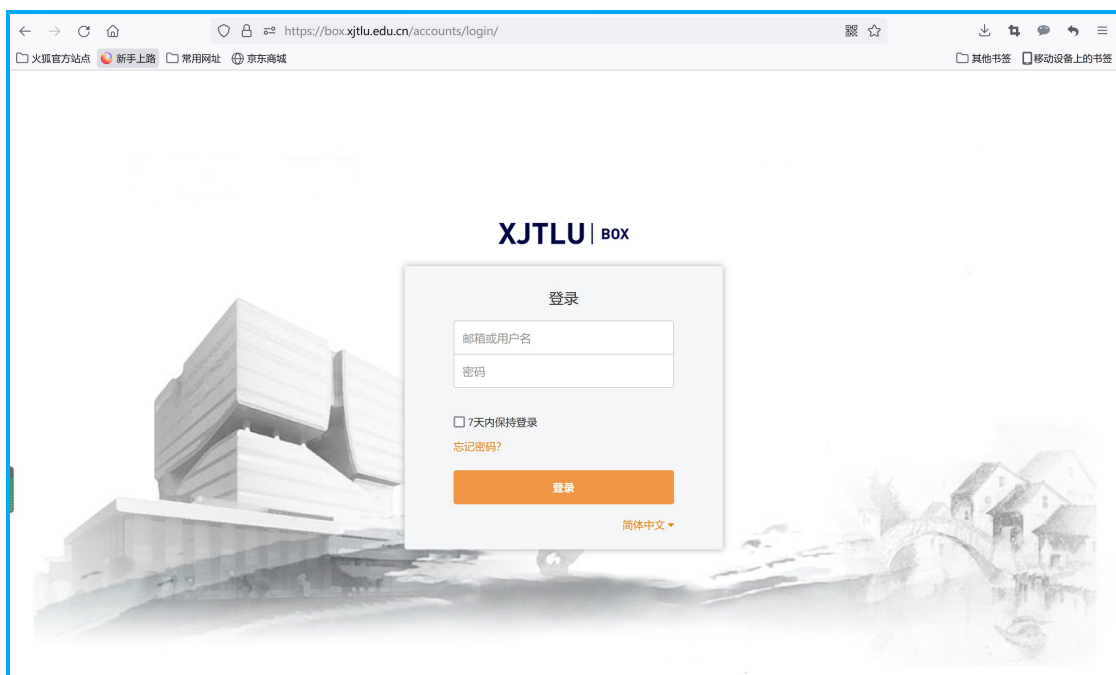 https://box.xjtlu.edu.cn/accounts/login/
火狐官方站点 新手上路 常用网址 京东商城 其他书签 移动设备上的书签
XJTLU | BOX
登录
邮箱或用户名
密码
7天内保持登录
忘记密码?
登录
简体中文